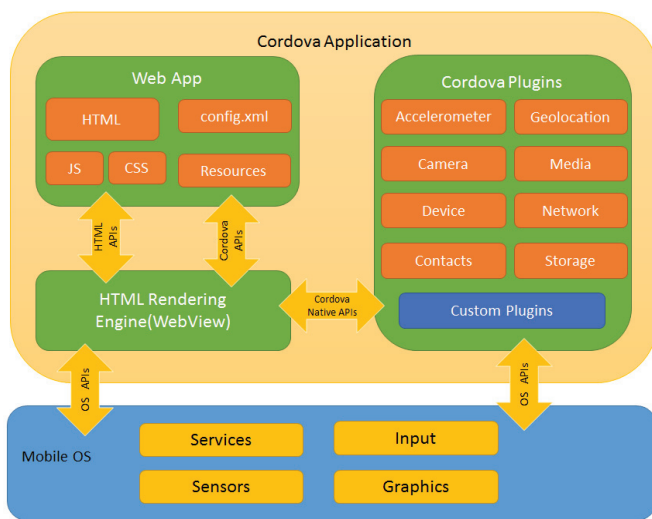 Cordova Application
Web App
HTML
config.xml
JS
CSS
Resources
HTML
APIs
Cordova
APIs
HTML Rendering
Engine(WebView)
Cordova
Native APIs
Cordova Plugins
Accelerometer
Geolocation
Camera
Media
Device
Network
Contacts
Storage
Custom Plugins
OS APIs
OS APIs
Mobile OS
Services
Input
Sensors
Graphics